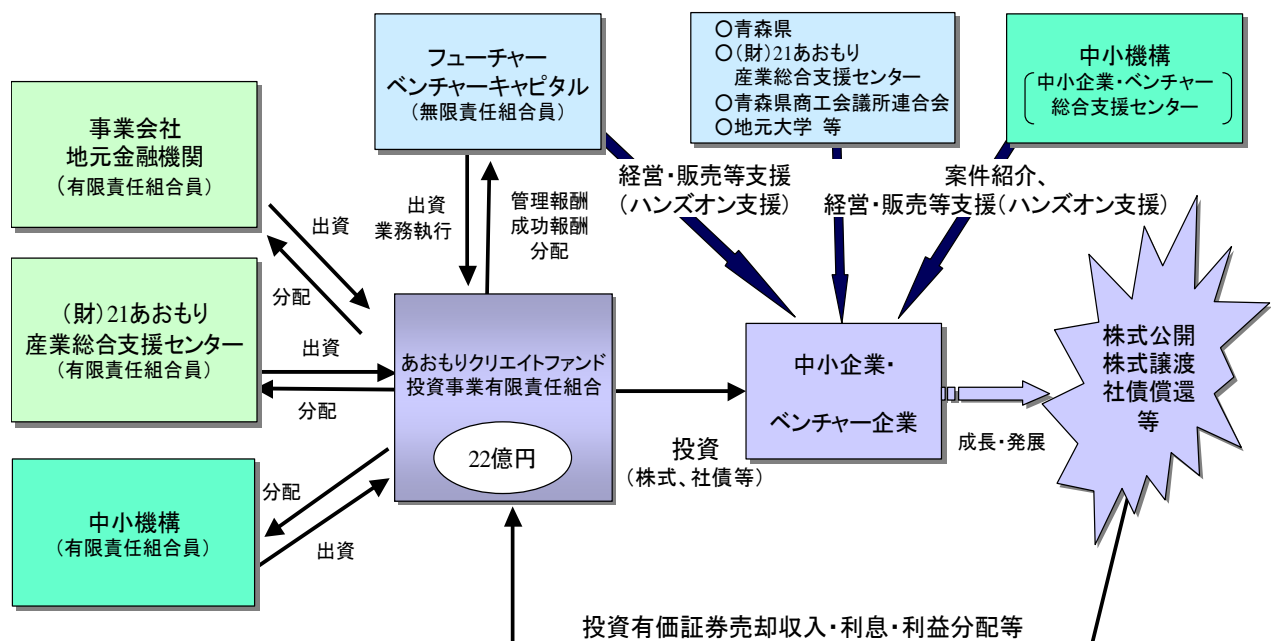 フューチャー
ベンチャーキャピタル
(無限責任組合員)
○青森県
○(財)21あおもり
産業総合支援センター
○青森県商工会議所連合会
○地元大学 等
中小機構
中小企業・ベンチャー
総合支援センター
事業会社
地元金融機関
(有限責任組合員)
経営・販売等支援
(ハンズオン支援)
案件紹介、
経営・販売等支援(ハンズオン支援)
出資
業務執行
管理報酬
成功報酬
分配
出資
分配
(財)21あおもり
産業総合支援センター
(有限責任組合員)
出資
分配
あおもりクリエイトファンド
投資事業有限責任組合
22億円
中小企業・
ベンチャー企業
株式公開
株式譲渡
社債償還
等
成長・発展
投資
(株式、社債等)
中小機構
(有限責任組合員)
分配
出資
投資有価証券売却収入・利息・利益分配等